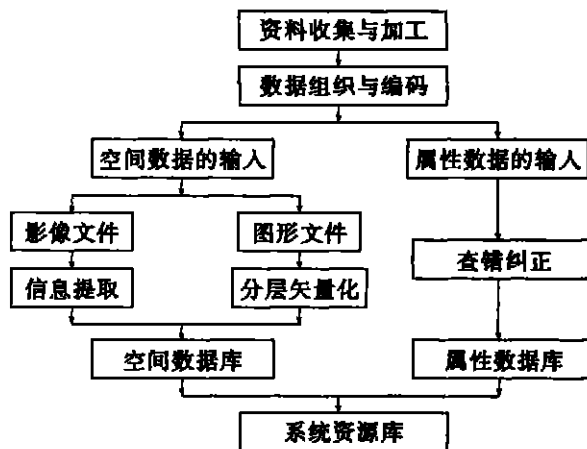 资料收集与加工
数据组织与编码
空间数据的输入
属性数据的输入
影像文件
图形文件
查错纠正
信息提取
分层矢量化
空间数据库
属性数据库
系统资源库